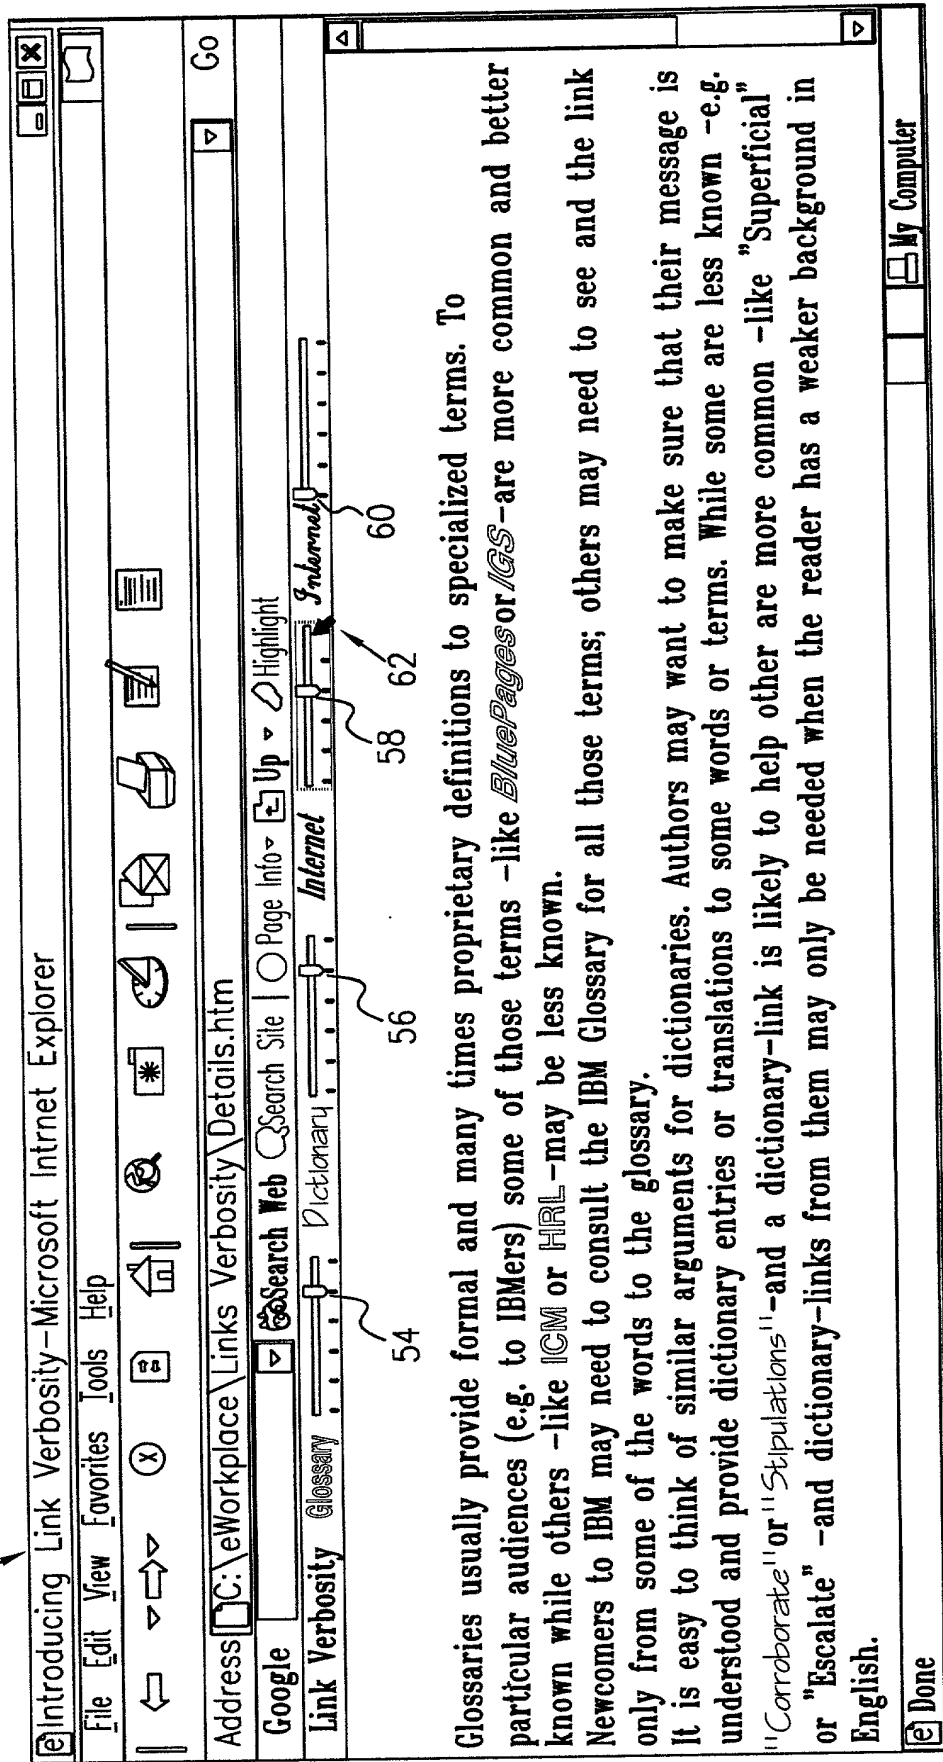 Introducing Link Verbosity-Microsoft Intrnet Explorer
File Edit View Favorites Tools Help
Address C:\eWorkplace\Links Verbosity\Details.htm Go
Google Search Web Search Site Page Info Up Highlight
Link Verbosity Glossary Dictionary Internet Internet
54 56 58 62 60
Glossaries usually provide formal and many times proprietary definitions to specialized terms. To
particular audiences (e.g. to IBMers) some of those terms -like BluePages or IGS-are more common and better
known while others -like ICM or HRL-may be less known.
Newcomers to IBM may need to consult the IBM Glossary for all those terms; others may need to see and the link
only from some of the words to the glossary.
It is easy to think of similar arguments for dictionaries. Authors may want to make sure that their message is
understood and provide dictionary entries or translations to some words or terms. While some are less known -e.g.
"Corroborate" or "Stipulations"-and a dictionary-link is likely to help other are more common -like "Superficial"
or "Escalate" -and dictionary-links from them may only be needed when the reader has a weaker background in
English.
Done My Computer